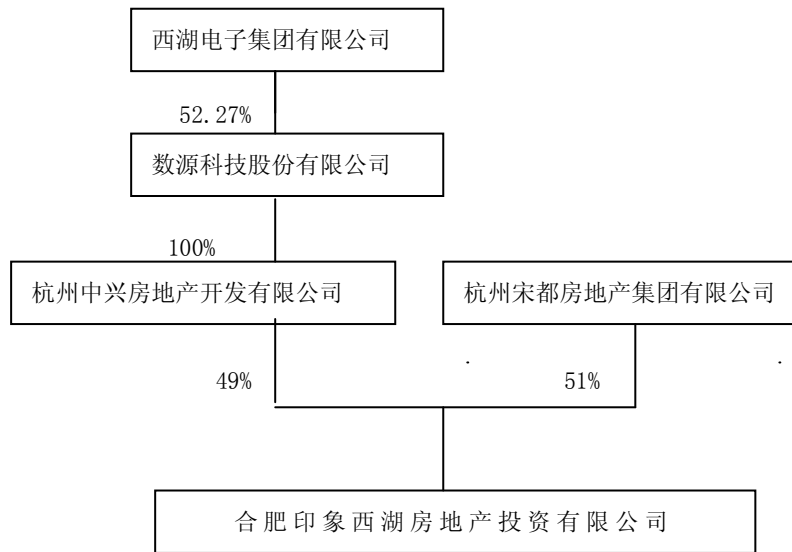 西湖电子集团有限公司
52.27%
数源科技股份有限公司
100%
杭州中兴房地产开发有限公司
杭州宋都房地产集团有限公司
49%
51%
合肥印象西湖房地产投资有限公司